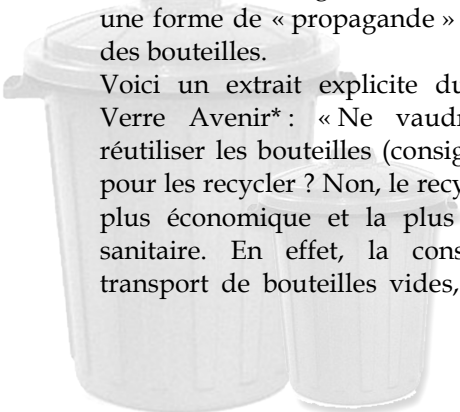 une forme de « propagande »
des bouteilles.
Voici un extrait explicite du
Verre Avenir* : « Ne vaudr
réutiliser les bouteilles (consig
pour les recycler ? Non, le recy
plus économique et la plus
sanitaire. En effet, la cons
transport de bouteilles vides,